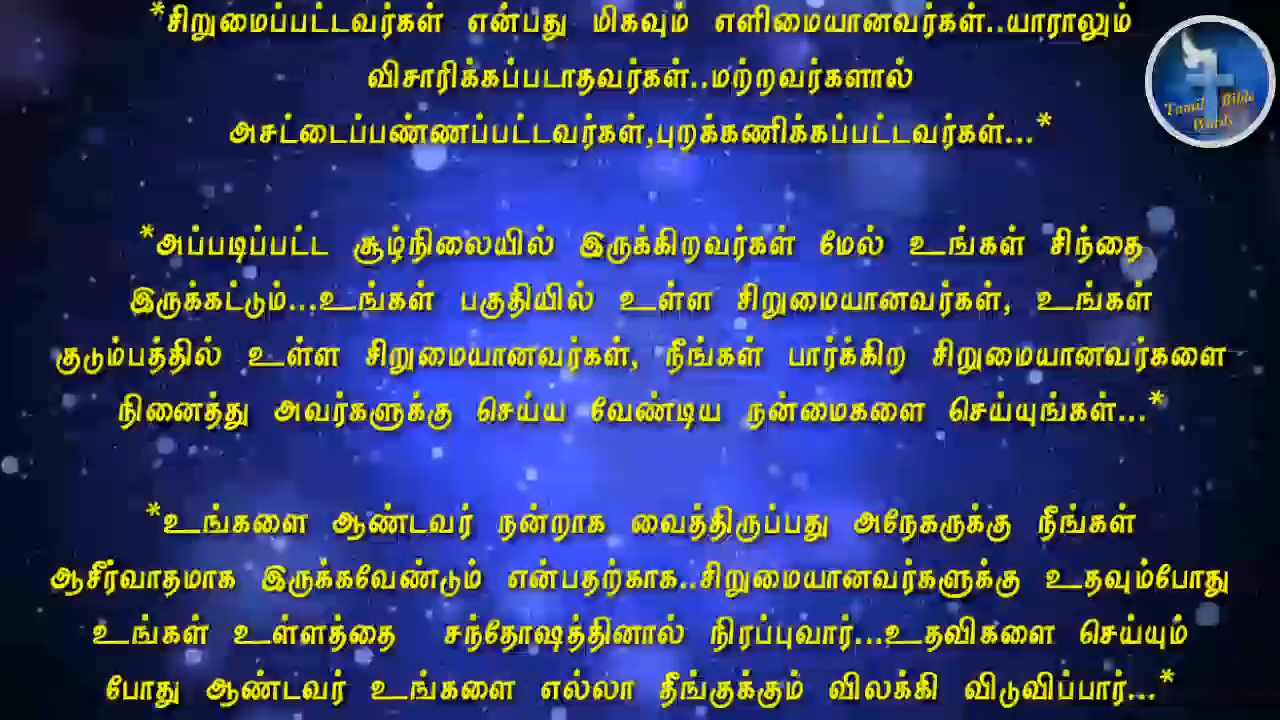 *சிறுமைப்பட்டவர்கள் என்பது மிகவும் எளிமையானவர்கள்..யாராலும்
விசாரிக்கப்படாதவர்கள்..மற்றவர்களால்
அசட்டைப்பண்ணப்பட்டவர்கள்,புறக்கணிக்கப்பட்டவர்கள்...*
Tamil Bible
Words
*அப்படிப்பட்ட சூழ்நிலையில் இருக்கிறவர்கள் மேல் உங்கள் சிந்தை
இருக்கட்டும்...உங்கள் பகுதியில் உள்ள சிறுமையானவர்கள், உங்கள்
குடும்பத்தில் உள்ள சிறுமையானவர்கள், நீங்கள் பார்க்கிற சிறுமையானவர்களை
நினைத்து அவர்களுக்கு செய்ய வேண்டிய நன்மைகளை செய்யுங்கள்...*
*உங்களை ஆண்டவர் நன்றாக வைத்திருப்பது அநேகருக்கு நீங்கள்
ஆசீர்வாதமாக இருக்கவேண்டும் என்பதற்காக..சிறுமையானவர்களுக்கு உதவும்போது
உங்கள் உள்ளத்தை சந்தோஷத்தினால் நிரப்புவார்...உதவிகளை செய்யும்
போது ஆண்டவர் உங்களை எல்லா தீங்குக்கும் விலக்கி விடுவிப்பார்...*